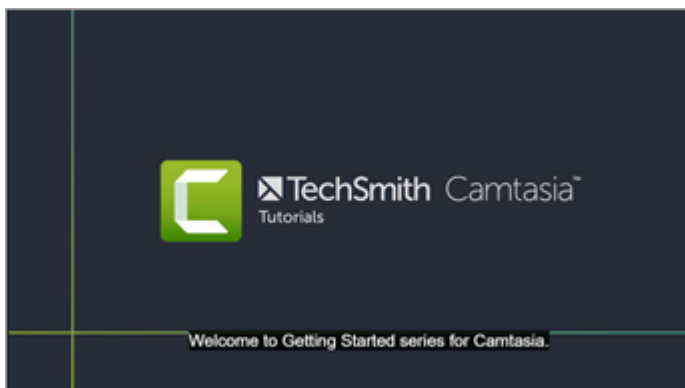 TechSmith Camtasia™
Tutorials
Welcome to Getting Started series for Camtasia.